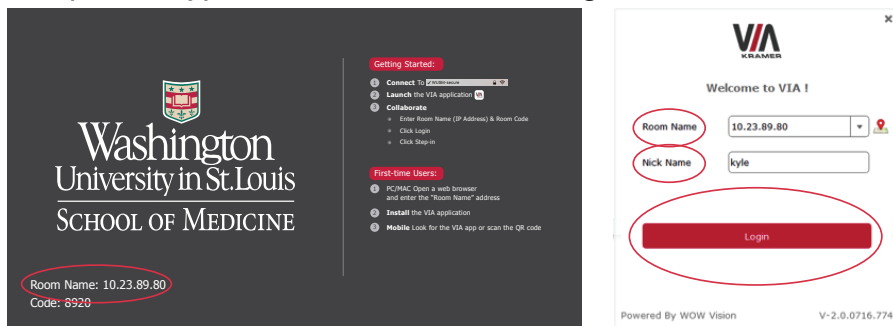 Washington
University in St. Louis
SCHOOL OF MEDICINE
Room Name: 10.23.89.80
Code: 8920
Getting Started:
1 Connect To WUSM-secure
2 Launch the VIA application VIA
3 Collaborate
Enter Room Name (IP Address) & Room Code
Click Login
Click Step-in
First-time Users:
1 PC/MAC Open a web browser
and enter the "Room Name" address
2 Install the VIA application
3 Mobile Look for the VIA app or scan the QR code
x
VIA
KRAMER
Welcome to VIA !
Room Name 10.23.89.80
Nick Name kyle
Login
Powered By WOW Vision V-2.0.0716.774